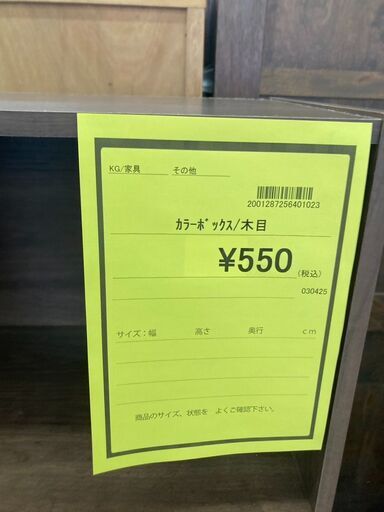 KG/家具 その他
2001287256401023
ｶﾗｰﾎﾞｯｸｽ/木目
¥550(税込)
030425
サイズ:幅 高さ 奥行 cm
商品のサイズ、状態を よくご確認下さい。